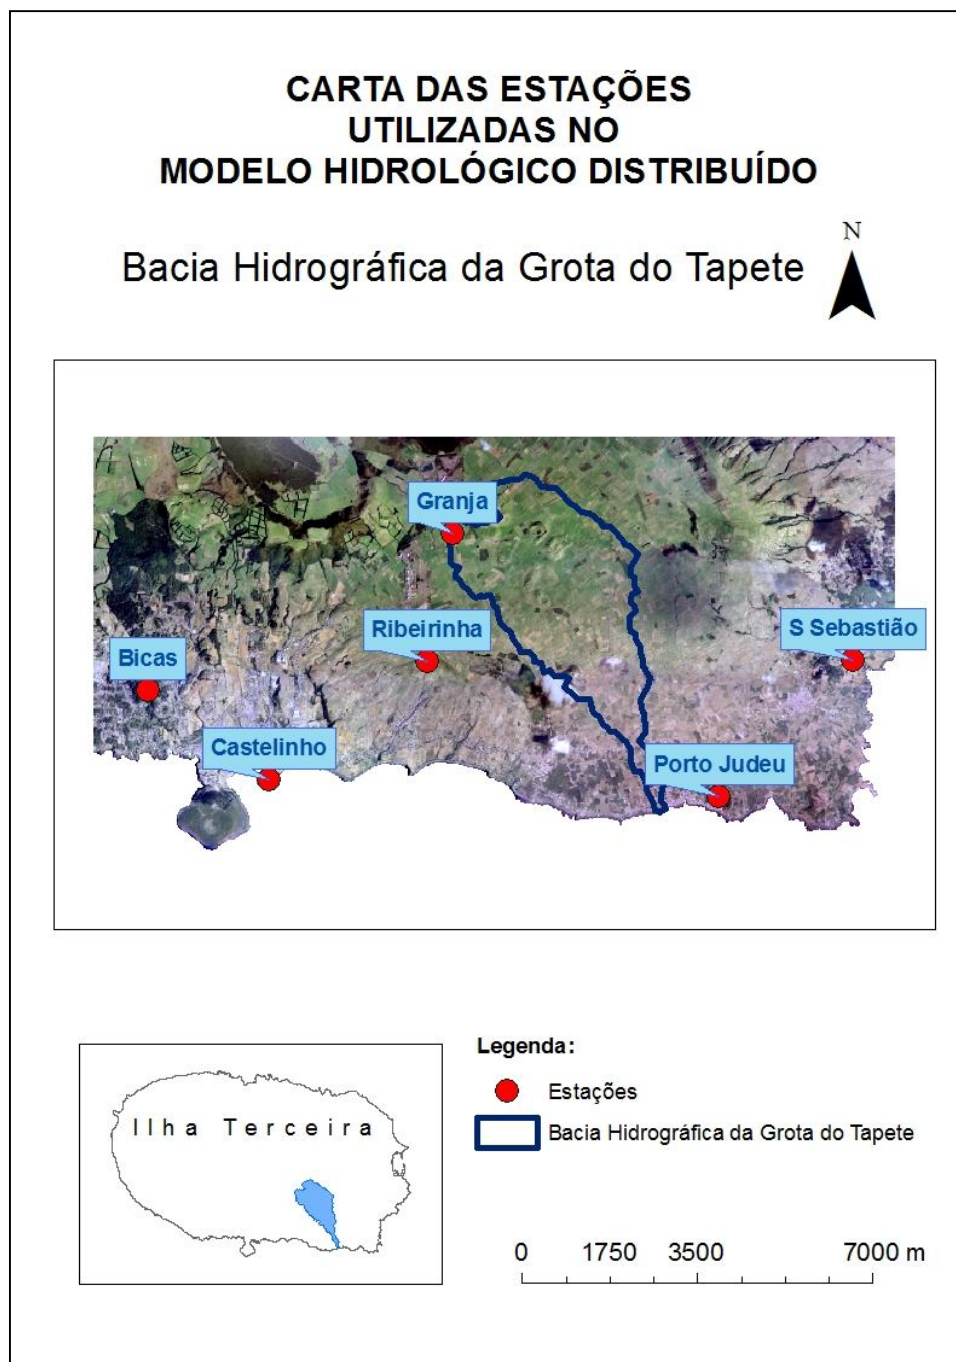 CARTA DAS ESTAÇÕES
UTILIZADAS NO
MODELO HIDROLÓGICO DISTRIBUÍDO
Bacia Hidrográfica da Grota do Tapete
N
Granja
Ribeirinha
S Sebastião
Bicas
Castelinho
Porto Judeu
Ilha Terceira
Legenda:
Estações
Bacia Hidrográfica da Grota do Tapete
0 1750 3500 7000 m